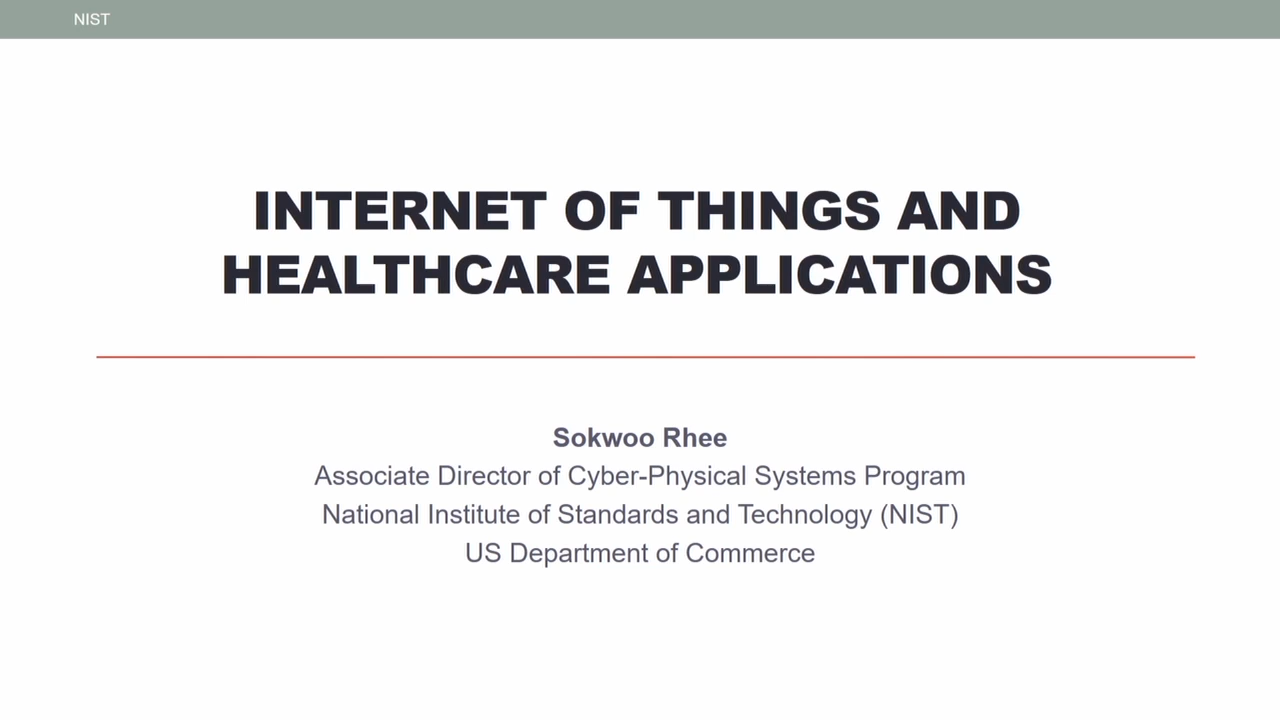 NIST
INTERNET OF THINGS AND
HEALTHCARE APPLICATIONS
Sokwoo Rhee
Associate Director of Cyber-Physical Systems Program
National Institute of Standards and Technology (NIST)
US Department of Commerce